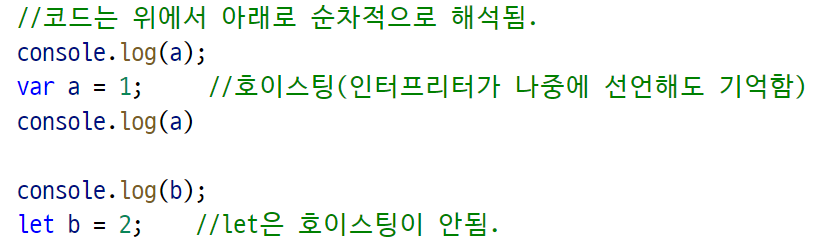 //코드는 위에서 아래로 순차적으로 해석됨.
console.log(a);
var a = 1;     //호이스팅(인터프리터가 나중에 선언해도 기억함)
console.log(a)
console.log(b);
let b = 2;    //let은 호이스팅이 안됨.